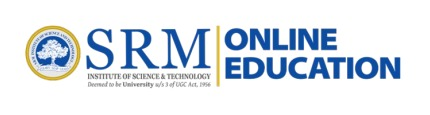 SRM
INSTITUTE OF SCIENCE & TECHNOLOGY
Deemed to be University u/s 3 of UGC Act, 1956
ONLINE
EDUCATION